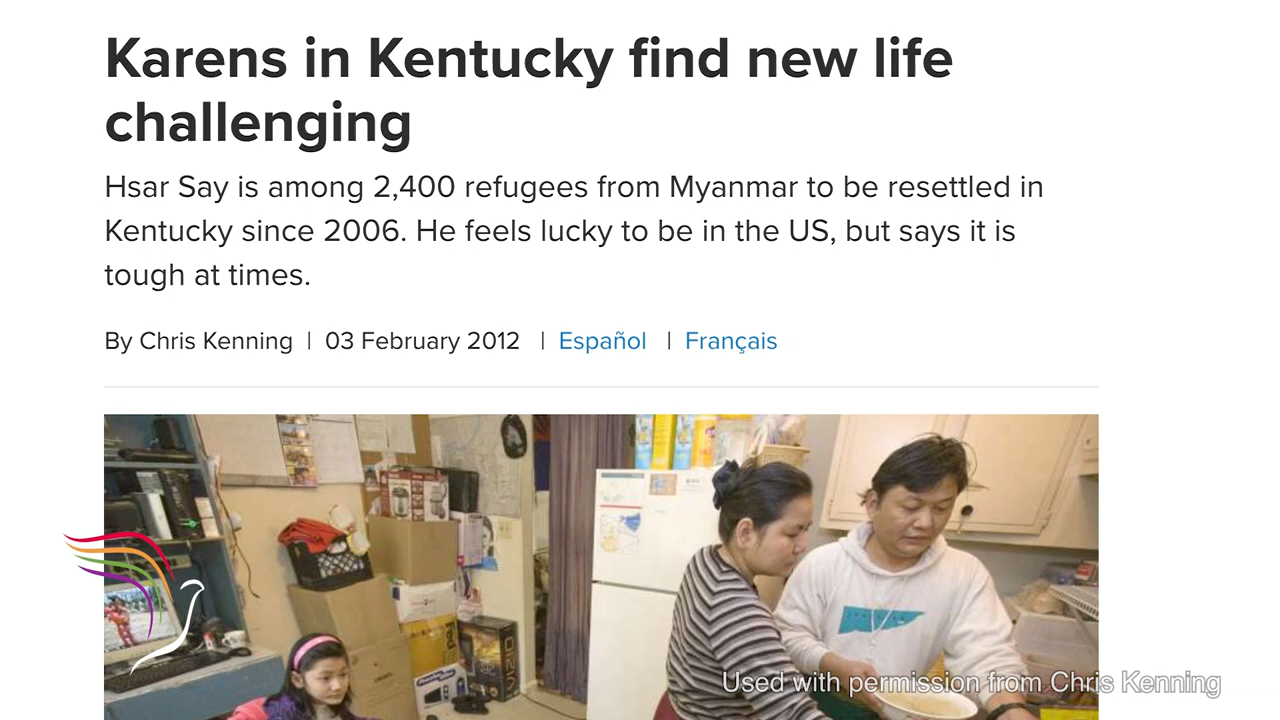 Karens in Kentucky find new life
challenging
Hsar Say is among 2,400 refugees from Myanmar to be resettled in
Kentucky since 2006. He feels lucky to be in the US, but says it is
tough at times.
By Chris Kenning | 03 February 2012 | Español | Français
VIZIO
Used with permission from Chris Kenning